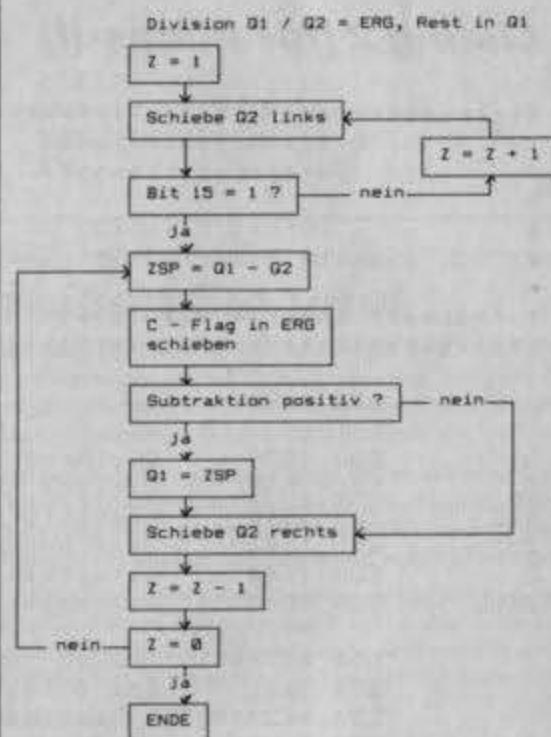 Division Q1 / Q2 = ERG, Rest in Q1
Z = 1
Schiebe Q2 links
Z = Z + 1
Bit 15 = 1 ?
nein
ja
ZSP = Q1 - Q2
C - Flag in ERG
schieben
Subtraktion positiv ?
nein
ja
Q1 = ZSP
Schiebe Q2 rechts
Z = Z - 1
nein
Z = 0
ja
ENDE